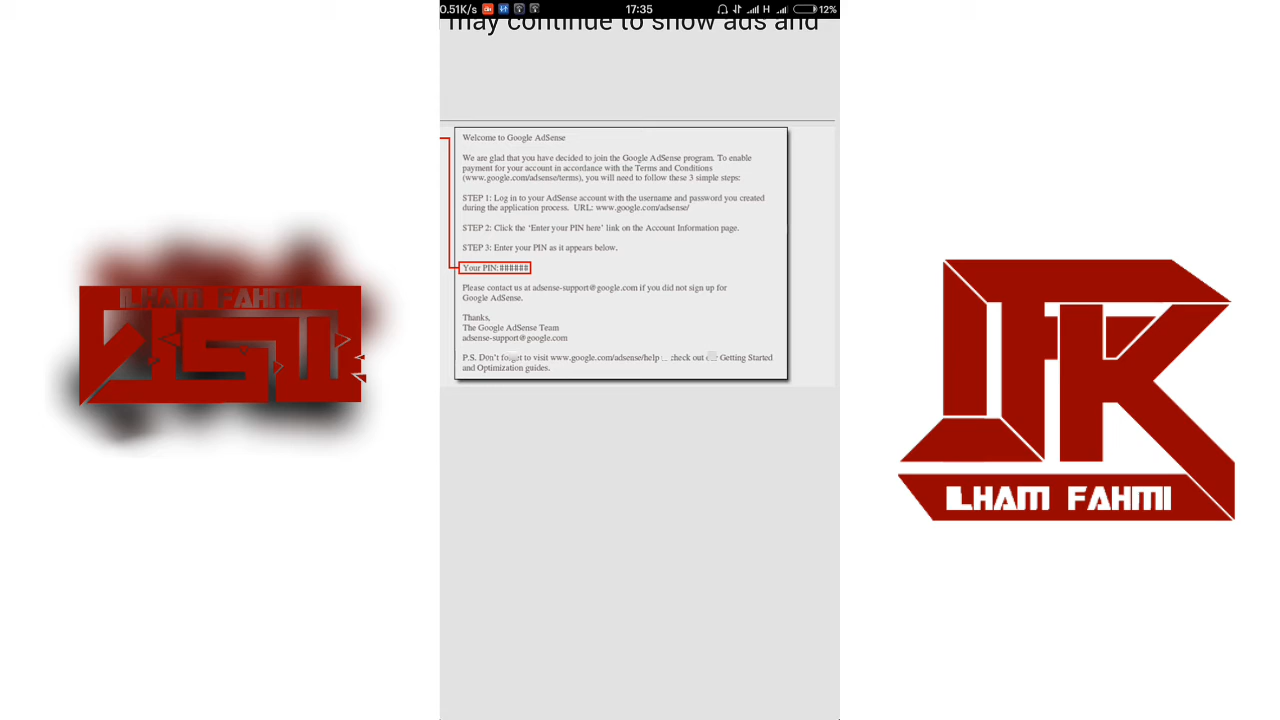 0.51K/s 17:35 H 12%
may continue to show ads and
Welcome to Google AdSense
We are glad that you have decided to join the Google AdSense program. To enable
payment for your account in accordance with the Terms and Conditions
(www.google.com/adsense/terms), you will need to follow these 3 simple steps:
STEP 1: Log in to your AdSense account with the username and password you created
during the application process. URL: www.google.com/adsense/
STEP 2: Click the ‘Enter your PIN here’ link on the Account Information page.
STEP 3: Enter your PIN as it appears below.
Your PIN:######
Please contact us at adsense-support@google.com if you did not sign up for
Google AdSense.
Thanks,
The Google AdSense Team
adsense-support@google.com
P.S. Don’t forget to visit www.google.com/adsense/help check out Getting Started
and Optimization guides.
ILHAM FAHMI
ILHAM FAHMI